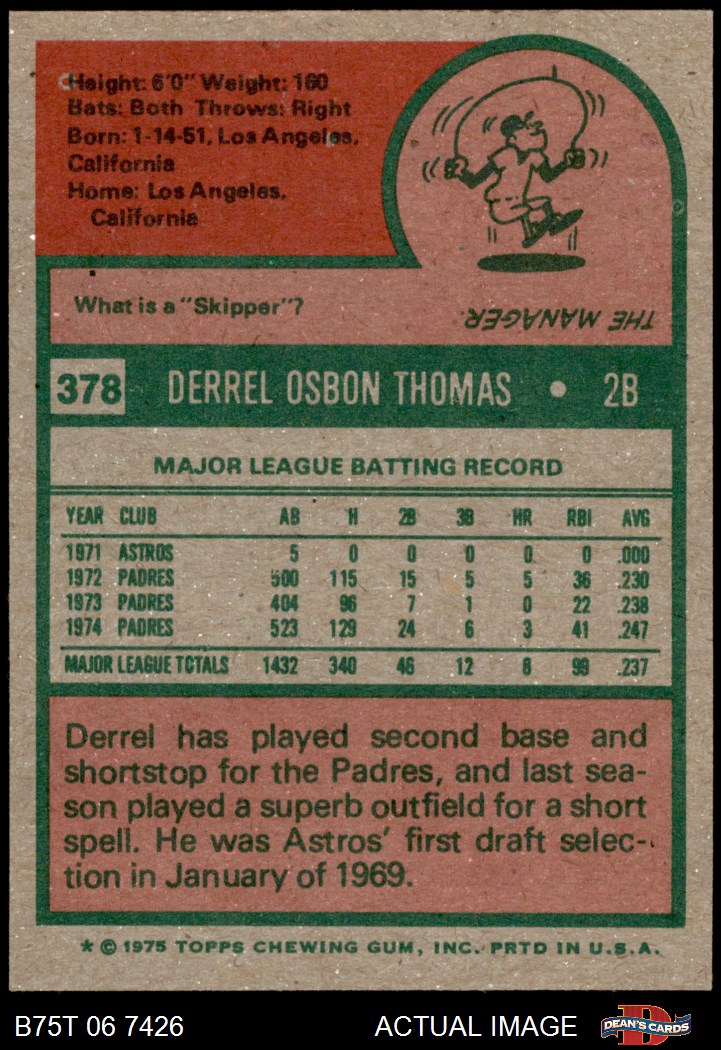 Height: 6'0" Weight: 160
Bats: Both Throws: Right
Born: 1-14-51, Los Angeles,
California
Home: Los Angeles,
California
What is a "Skipper"?
THE MANAGER.
378 DERREL OSBON THOMAS • 2B
MAJOR LEAGUE BATTING RECORD
YEAR CLUB AB H 2B 3B HR RBI AVG
1971 ASTROS 5 0 0 0 0 0 .000
1972 PADRES 500 115 15 5 5 36 .230
1973 PADRES 404 96 7 1 0 22 .238
1974 PADRES 523 129 24 6 3 41 .247
MAJOR LEAGUE TOTALS 1432 340 46 12 8 99 .237
Derrel has played second base and
shortstop for the Padres, and last sea-
son played a superb outfield for a short
spell. He was Astros' first draft selec-
tion in January of 1969.
* © 1975 TOPPS CHEWING GUM, INC. PRTD IN U.S.A.
B75T 06 7426 ACTUAL IMAGE DEAN'S CARDS